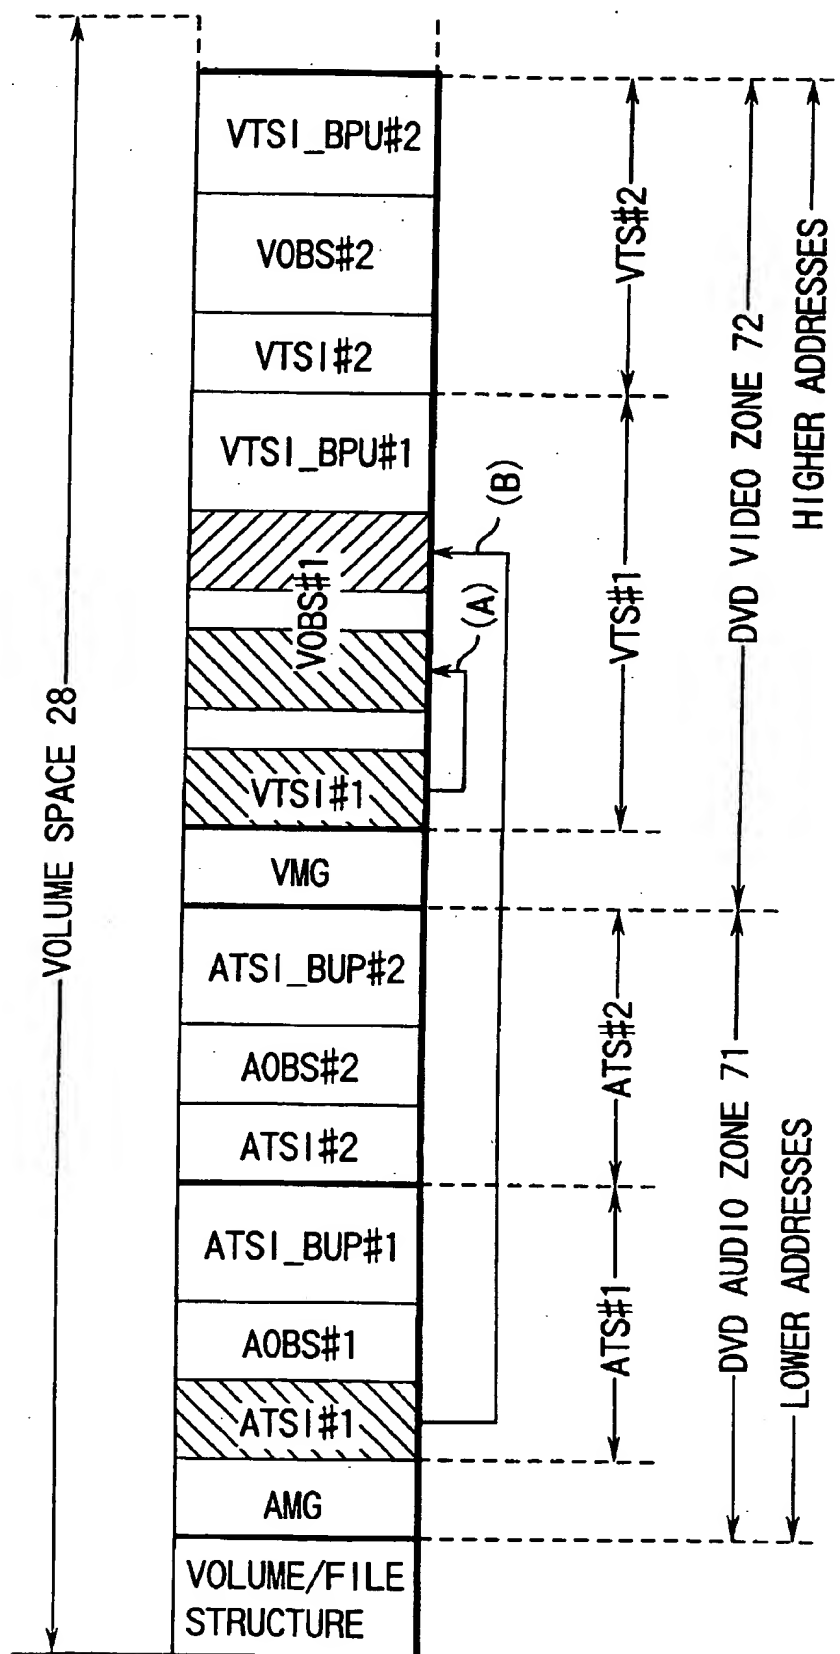 VTSI_BPU#2
VOBS#2
VTSI#2
VTSI_BPU#1
VOBS#1
VTSI#1
VMG
ATSI_BUP#2
AOBS#2
ATSI#2
ATSI_BUP#1
AOBS#1
ATSI#1
AMG
VOLUME/FILE
STRUCTURE
VOLUME SPACE 28
(B)
(A)
VTS#2
VTS#1
ATS#2
ATS#1
DVD VIDEO ZONE 72
DVD AUDIO ZONE 71
HIGHER ADDRESSES
LOWER ADDRESSES